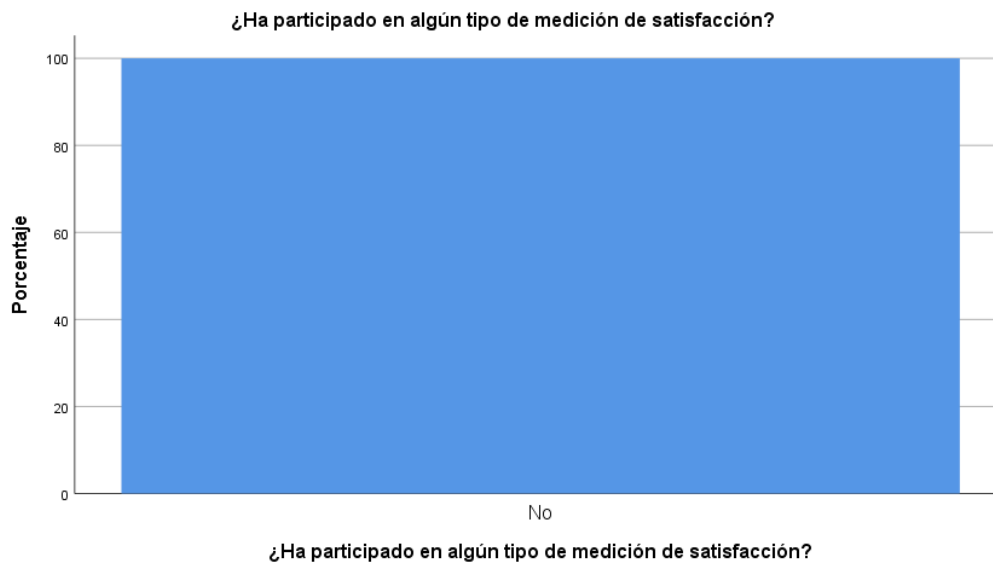 ¿Ha participado en algún tipo de medición de satisfacción?
100
80
60
40
20
0
Porcentaje
No
¿Ha participado en algún tipo de medición de satisfacción?